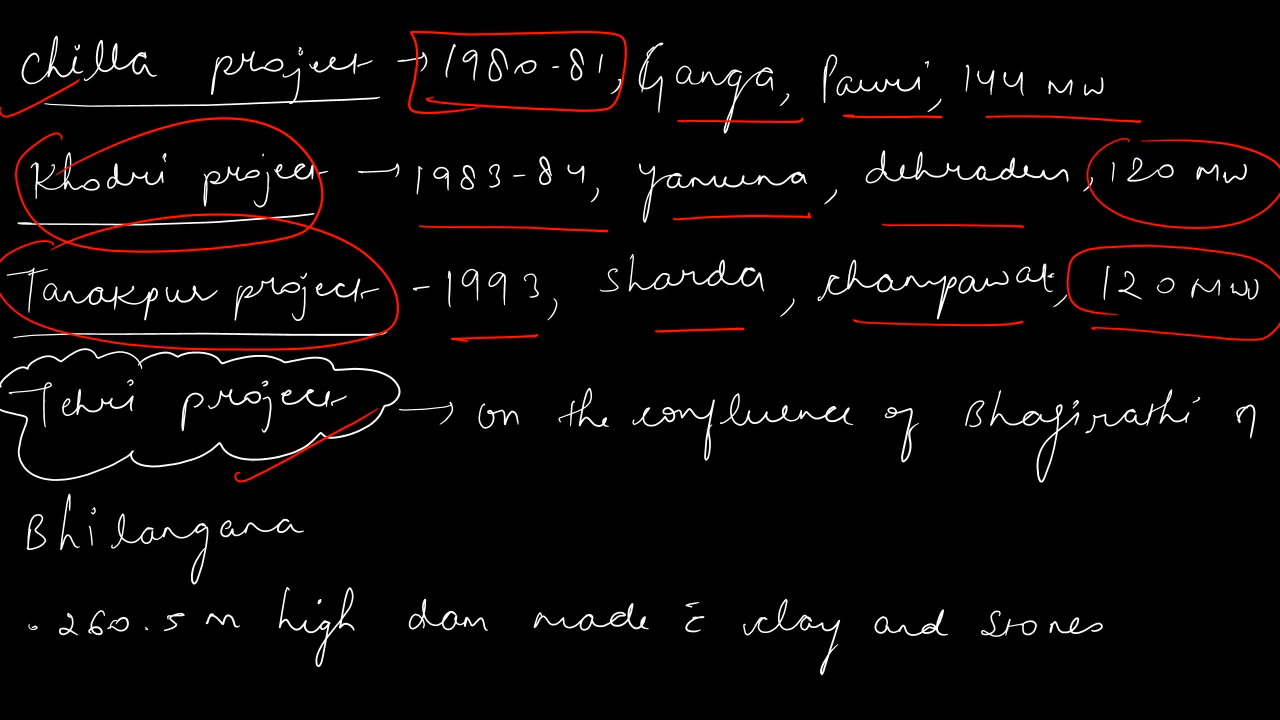 Chilla project → 1980-81, Ganga, Pauri, 144 MW
Khodri project → 1983-84, yamuna, dehradun, 120 MW
Tanakpur project - 1993, sharda, champawat, 120 MW
Tehri project → on the confluence of Bhagirathi n
Bhilangana
. 260.5 m high dam made c̄ clay and stones